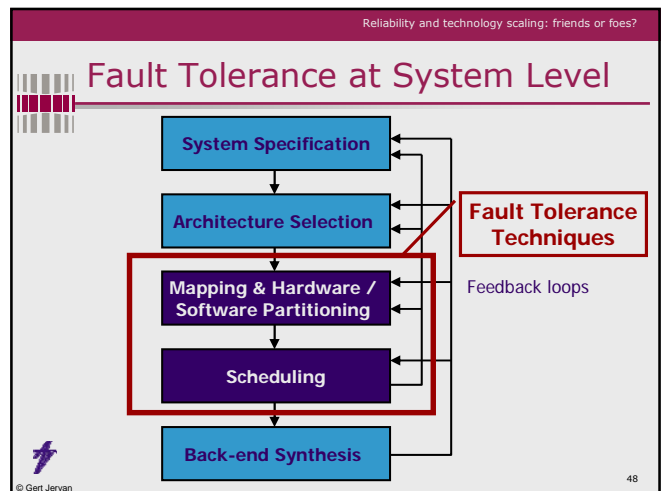 Reliability and technology scaling: friends or foes?
Fault Tolerance at System Level
System Specification
Architecture Selection
Fault Tolerance
Techniques
Mapping & Hardware /
Software Partitioning
Feedback loops
Scheduling
Back-end Synthesis
© Gert Jervan
48